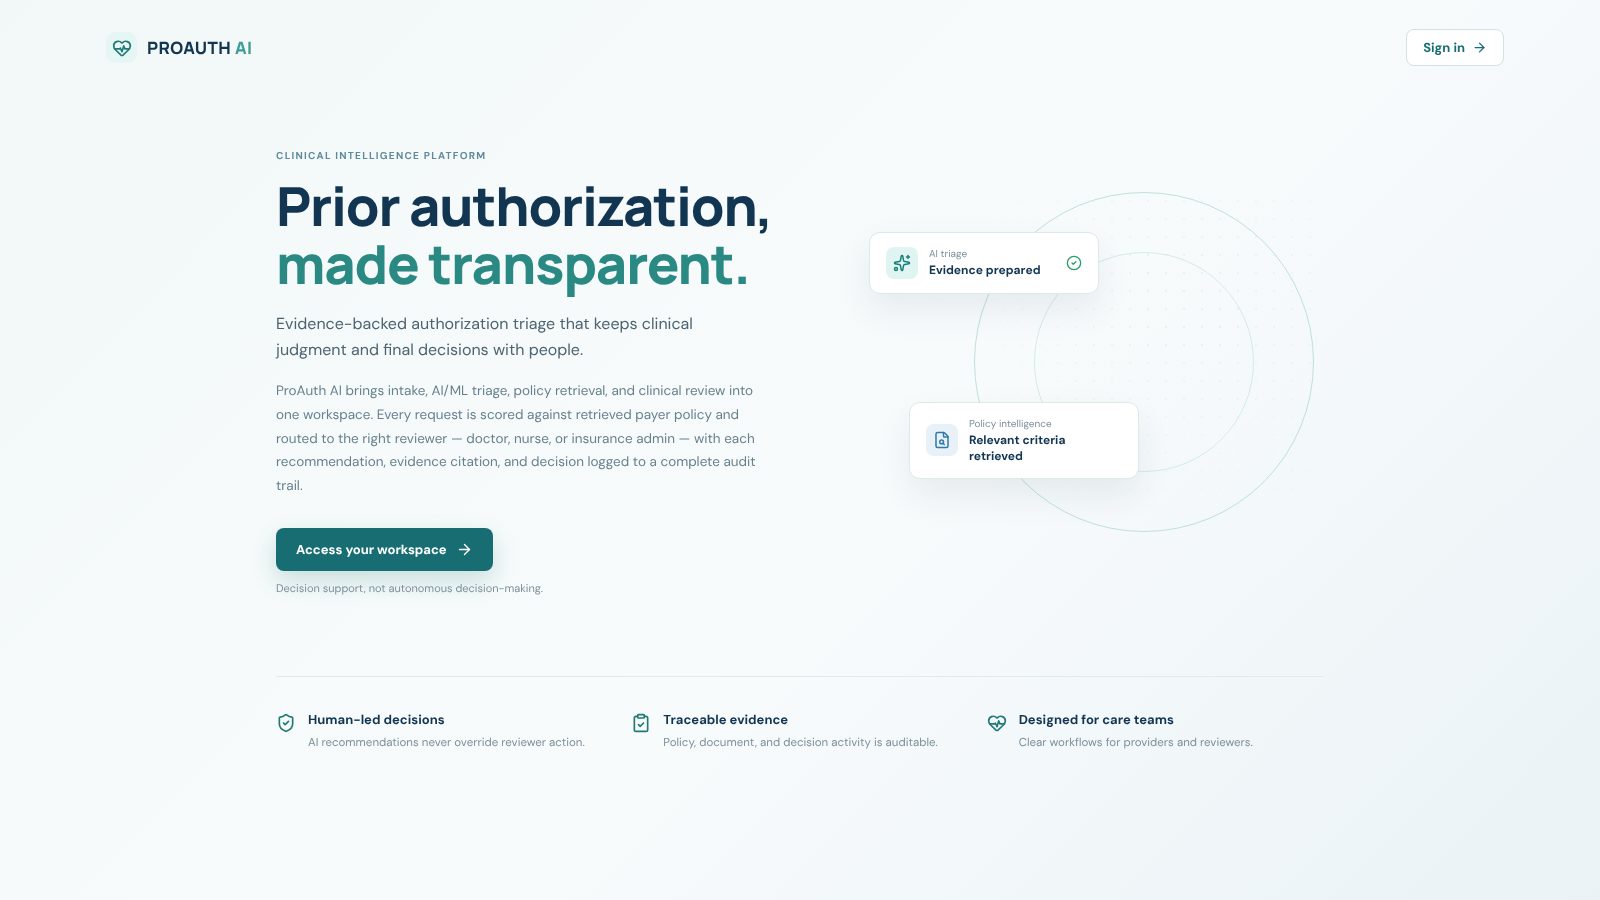 PROAUTH AI
Sign in
CLINICAL INTELLIGENCE PLATFORM
Prior authorization,
made transparent.
Evidence-backed authorization triage that keeps clinical
judgment and final decisions with people.
ProAuth AI brings intake, AI/ML triage, policy retrieval, and clinical review into
one workspace. Every request is scored against retrieved payer policy and
routed to the right reviewer — doctor, nurse, or insurance admin — with each
recommendation, evidence citation, and decision logged to a complete audit
trail.
Access your workspace
Decision support, not autonomous decision-making.
AI triage
Evidence prepared
Policy intelligence
Relevant criteria
retrieved
Human-led decisions
AI recommendations never override reviewer action.
Traceable evidence
Policy, document, and decision activity is auditable.
Designed for care teams
Clear workflows for providers and reviewers.